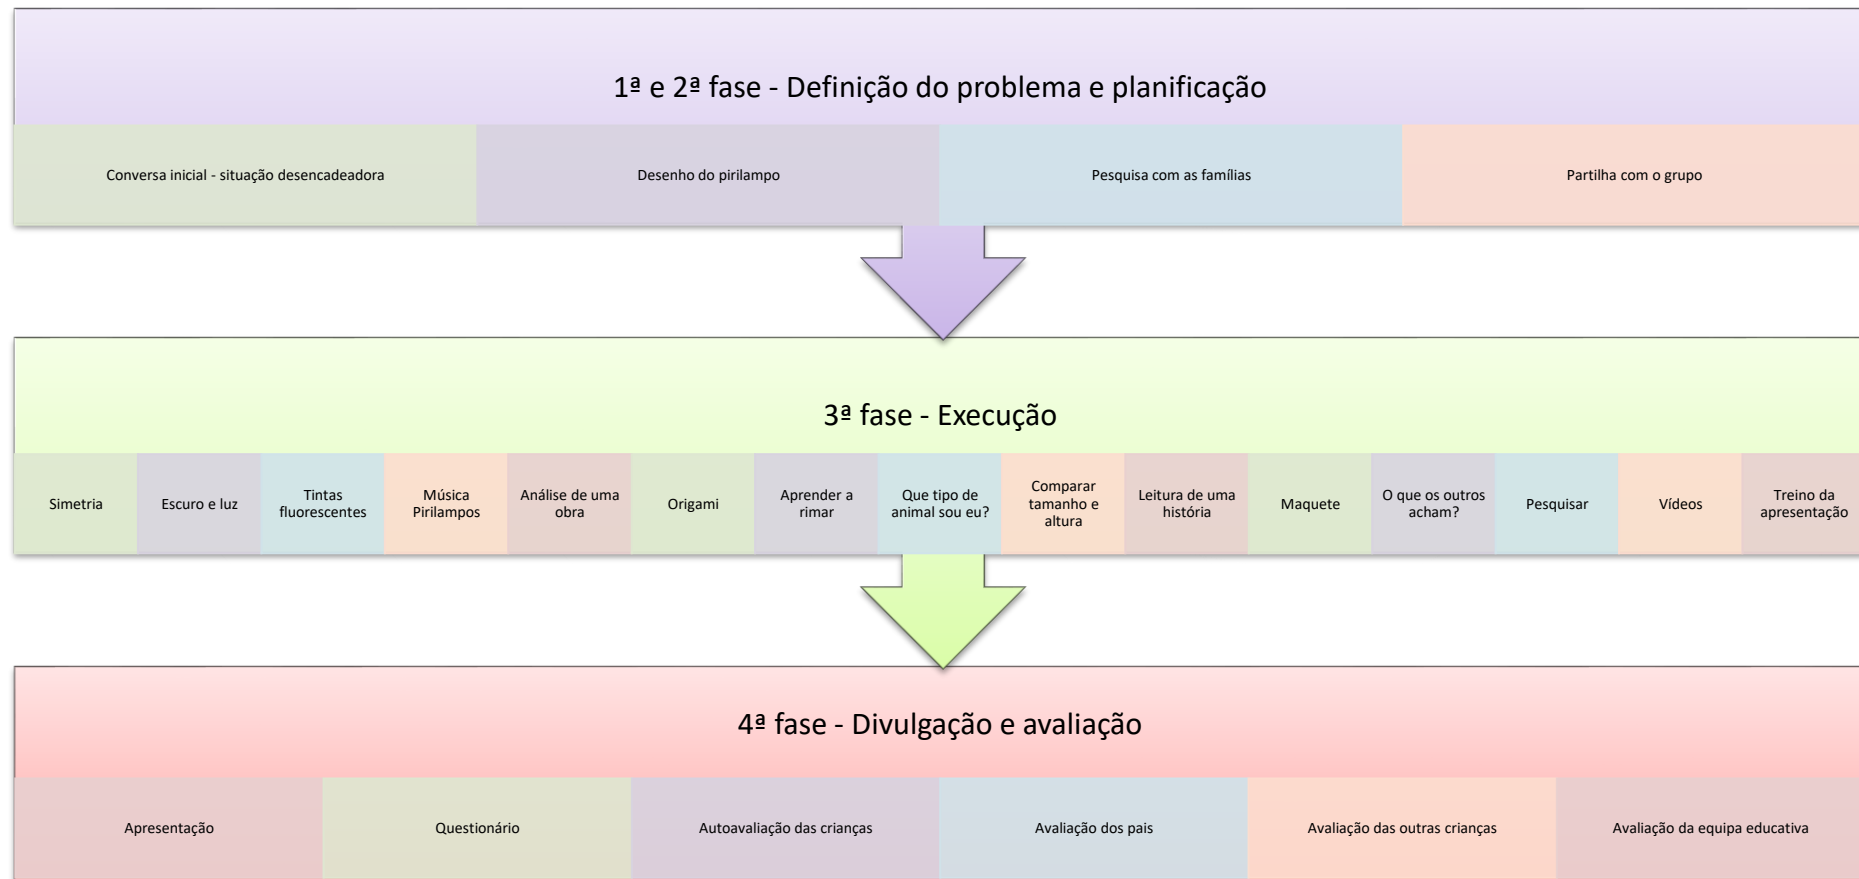 1ª e 2ª fase - Definição do problema e planificação
Conversa inicial - situação desencadeadora
Desenho do pirilampo
Pesquisa com as famílias
Partilha com o grupo
3ª fase - Execução
Simetria
Escuro e luz
Tintas
fluorescentes
Música
Pirilampos
Análise de uma
obra
Origami
Aprender a
rimar
Que tipo de
animal sou eu?
Comparar
tamanho e
altura
Leitura de uma
história
Maquete
O que os outros
acham?
Pesquisar
Vídeos
Treino da
apresentação
4ª fase - Divulgação e avaliação
Apresentação
Questionário
Autoavaliação das crianças
Avaliação dos pais
Avaliação das outras crianças
Avaliação da equipa educativa